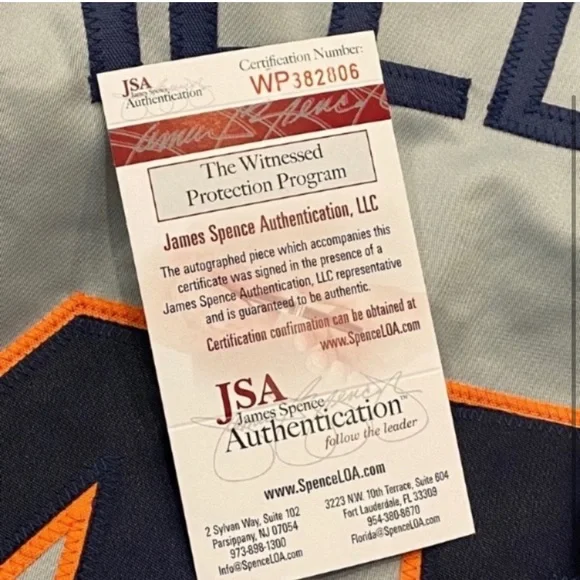 JSA
James Spence
Authentication
Certification Number:
WP382806
James Spence
The Witnessed
Protection Program
James Spence Authentication, LLC
The autographed piece which accompanies this
certificate was signed in the presence of a
James Spence Authentication, LLC representative
and is guaranteed to be authentic.
Certification confirmation can be obtained at
www.SpenceLOA.com
JSA
James Spence
Authentication™
follow the leader
www.SpenceLOA.com
2 Sylvan Way, Suite 102
Parsippany, NJ 07054
973-898-1300
Info@SpenceLOA.com
3223 N.W. 10th Terrace, Suite 604
Fort Lauderdale, FL 33309
954-380-8670
Florida@SpenceLOA.com